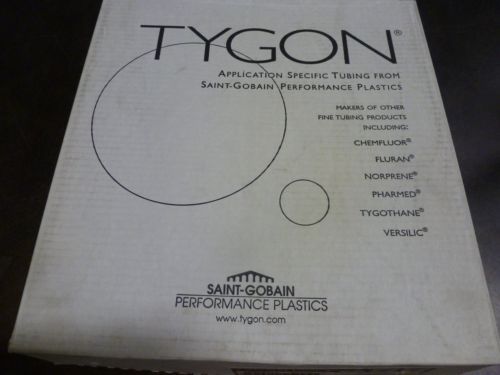 TYGON®
APPLICATION SPECIFIC TUBING FROM
SAINT-GOBAIN PERFORMANCE PLASTICS
MAKERS OF OTHER
FINE TUBING PRODUCTS
INCLUDING:
CHEMFLUOR®
FLURAN®
NORPRENE®
PHARMED®
TYGOTHANE®
VERSILIC®
SAINT-GOBAIN
PERFORMANCE PLASTICS
www.tygon.com